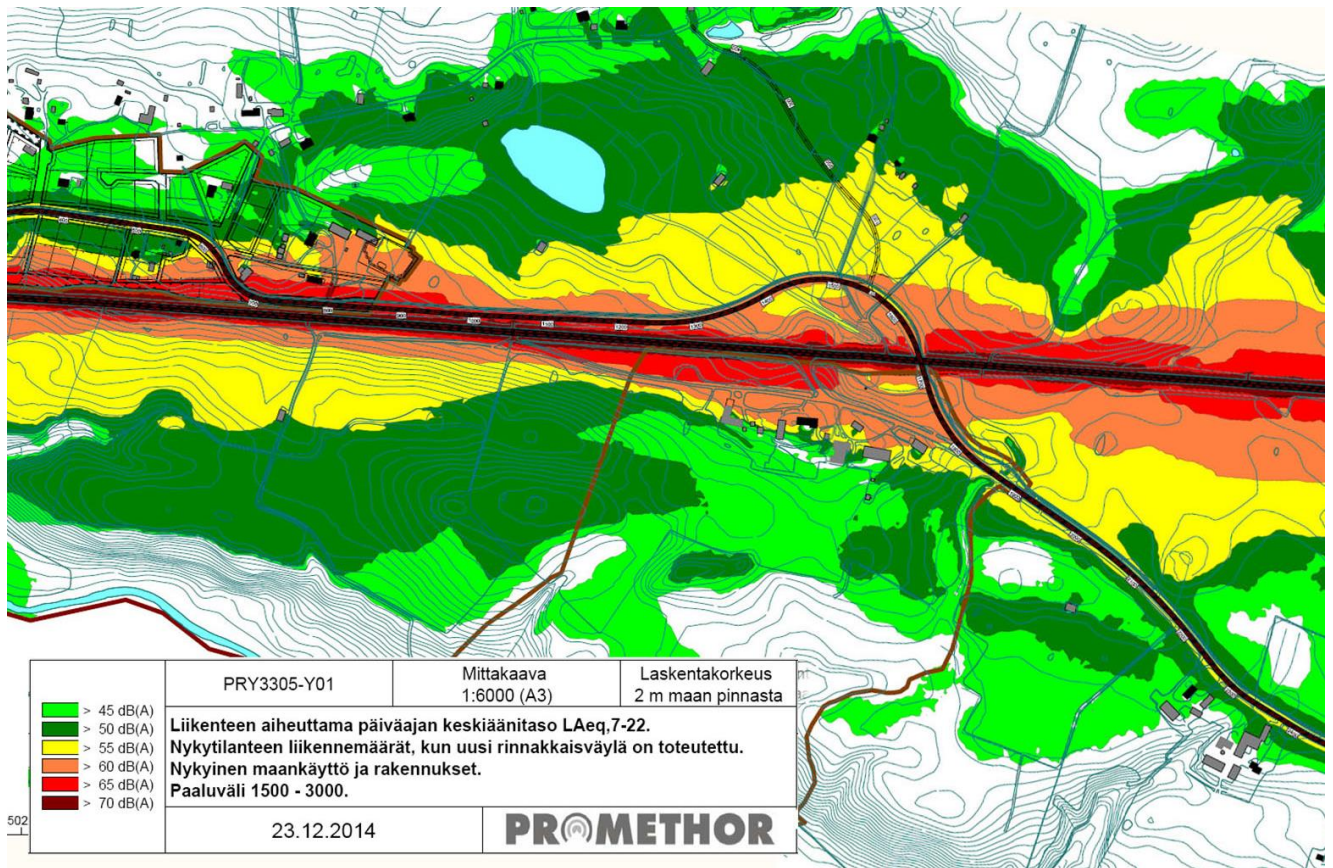 PRY3305-Y01
Mittakaava
1:6000 (A3)
Laskentakorkeus
2 m maan pinnasta
> 45 dB(A)
> 50 dB(A)
> 55 dB(A)
> 60 dB(A)
> 65 dB(A)
> 70 dB(A)
Liikenteen aiheuttama päiväajan keskiäänitaso LAeq,7-22.
Nykytilanteen liikennemäärät, kun uusi rinnakkaisväylä on toteutettu.
Nykyinen maankäyttö ja rakennukset.
Paaluväli 1500 - 3000.
502
23.12.2014
PROMETHOR